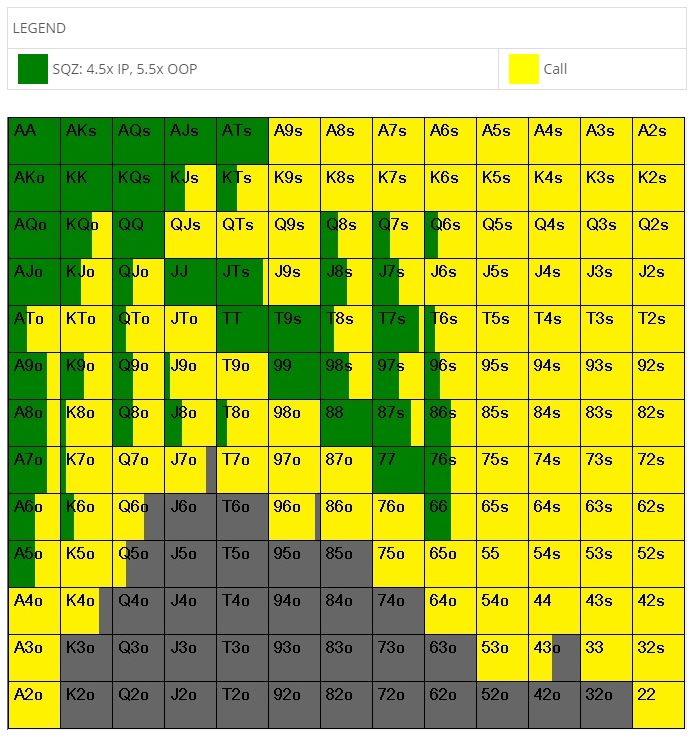 LEGEND
SQZ: 4.5x IP, 5.5x OOP Call
AA AKs AQs AJs ATs A9s A8s A7s A6s A5s A4s A3s A2s
AKo KK KQs KJs KTs K9s K8s K7s K6s K5s K4s K3s K2s
AQo KQo QQ QJs QTs Q9s Q8s Q7s Q6s Q5s Q4s Q3s Q2s
AJo KJo QJo JJ JTs J9s J8s J7s J6s J5s J4s J3s J2s
ATo KTo QTo JTo TT T9s T8s T7s T6s T5s T4s T3s T2s
A9o K9o Q9o J9o T9o 99 98s 97s 96s 95s 94s 93s 92s
A8o K8o Q8o J8o T8o 98o 88 87s 86s 85s 84s 83s 82s
A7o K7o Q7o J7o T7o 97o 87o 77 76s 75s 74s 73s 72s
A6o K6o Q6o J6o T6o 96o 86o 76o 66 65s 64s 63s 62s
A5o K5o Q5o J5o T5o 95o 85o 75o 65o 55 54s 53s 52s
A4o K4o Q4o J4o T4o 94o 84o 74o 64o 54o 44 43s 42s
A3o K3o Q3o J3o T3o 93o 83o 73o 63o 53o 43o 33 32s
A2o K2o Q2o J2o T2o 92o 82o 72o 62o 52o 42o 32o 22